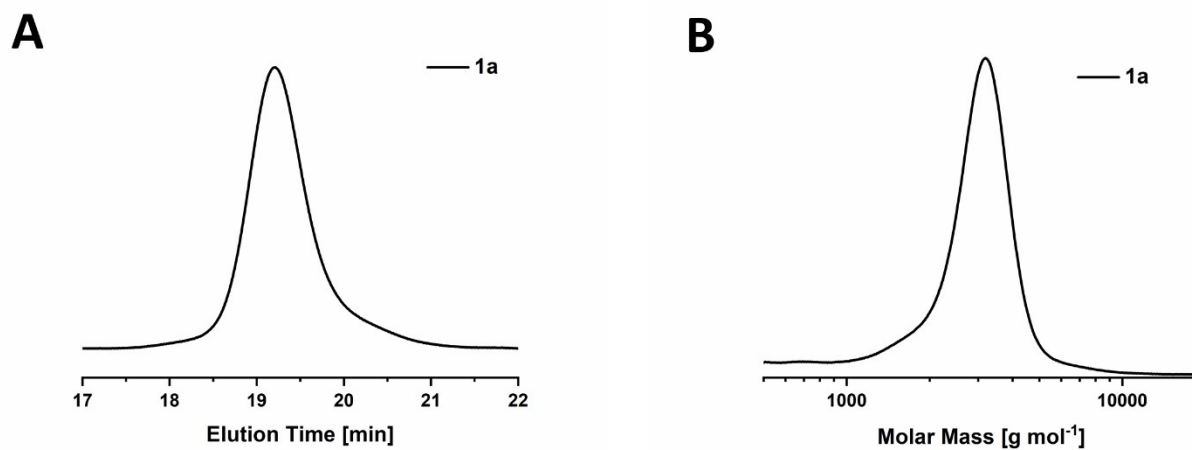 A
1a
17 18 19 20 21 22
Elution Time [min]
B
1a
1000 10000
Molar Mass [g mol⁻¹]